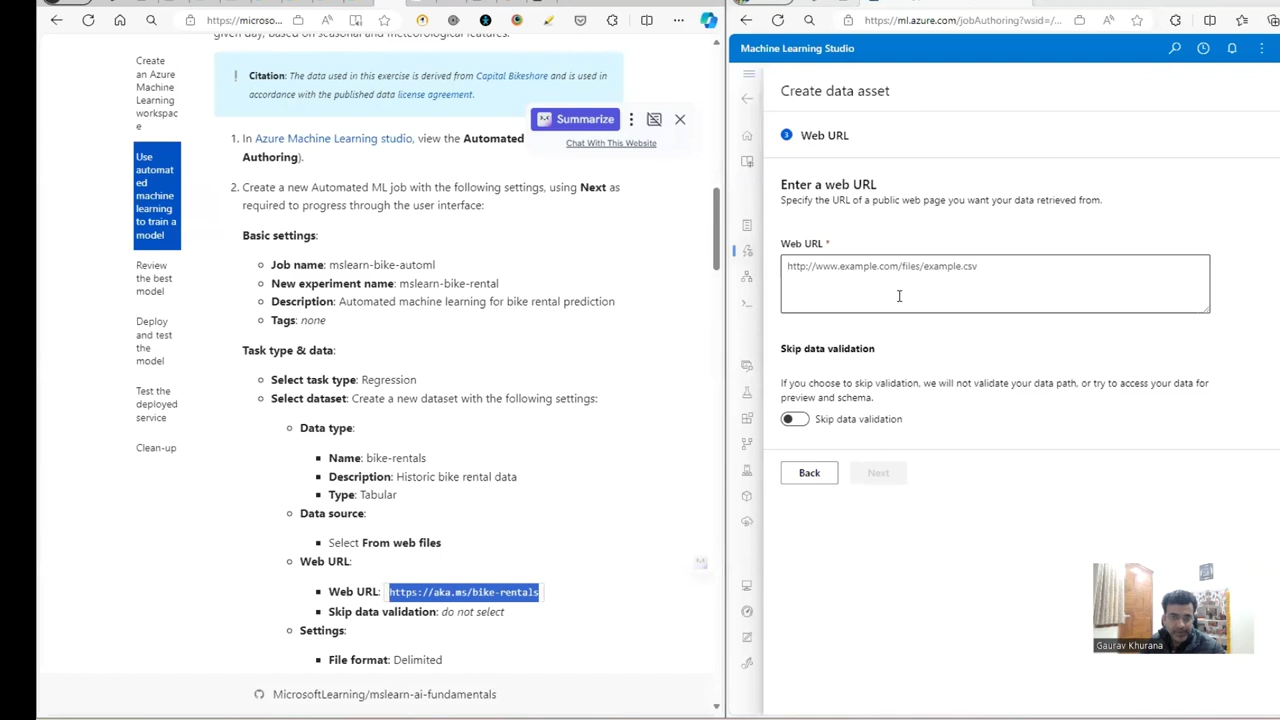 https://microso...
given day, based on seasonal and meteorological features.
Create
an Azure
Machine
Learning
workspac
e
Use
automat
ed
machine
learning
to train a
model
Review
the best
model
Deploy
and test
the
model
Test the
deployed
service
Clean-up
! Citation: The data used in this exercise is derived from Capital Bikeshare and is used in
accordance with the published data license agreement.
Summarize
Chat With This Website
1. In Azure Machine Learning studio, view the Automated
Authoring).
2. Create a new Automated ML job with the following settings, using Next as
required to progress through the user interface:
Basic settings:
Job name: mslearn-bike-automl
New experiment name: mslearn-bike-rental
Description: Automated machine learning for bike rental prediction
Tags: none
Task type & data:
Select task type: Regression
Select dataset: Create a new dataset with the following settings:
Data type:
Name: bike-rentals
Description: Historic bike rental data
Type: Tabular
Data source:
Select From web files
Web URL:
Web URL: https://aka.ms/bike-rentals
Skip data validation: do not select
Settings:
File format: Delimited
MicrosoftLearning/mslearn-ai-fundamentals
https://ml.azure.com/jobAuthoring?wsid=/...
Machine Learning Studio
Create data asset
3 Web URL
Enter a web URL
Specify the URL of a public web page you want your data retrieved from.
Web URL *
http://www.example.com/files/example.csv
Skip data validation
If you choose to skip validation, we will not validate your data path, or try to access your data for
preview and schema.
Skip data validation
Back
Next
Gaurav Khurana